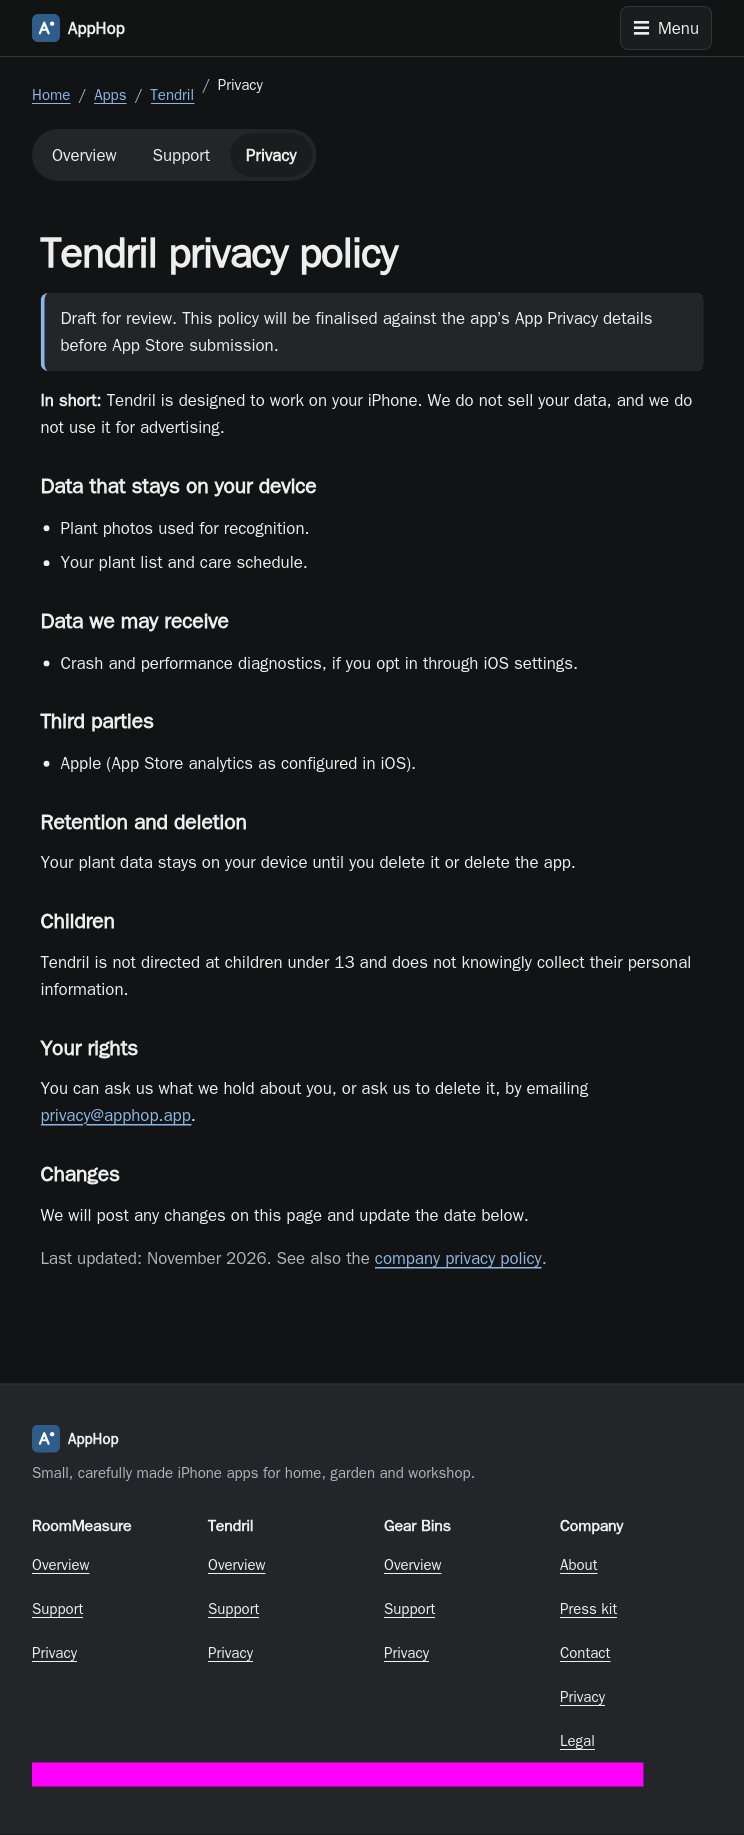 AppHop
☰ Menu
Home / Apps / Tendril / Privacy
Overview Support Privacy
Tendril privacy policy
Draft for review. This policy will be finalised against the app's App Privacy details
before App Store submission.
In short: Tendril is designed to work on your iPhone. We do not sell your data, and we do
not use it for advertising.
Data that stays on your device
• Plant photos used for recognition.
• Your plant list and care schedule.
Data we may receive
• Crash and performance diagnostics, if you opt in through iOS settings.
Third parties
• Apple (App Store analytics as configured in iOS).
Retention and deletion
Your plant data stays on your device until you delete it or delete the app.
Children
Tendril is not directed at children under 13 and does not knowingly collect their personal
information.
Your rights
You can ask us what we hold about you, or ask us to delete it, by emailing
privacy@apphop.app.
Changes
We will post any changes on this page and update the date below.
Last updated: November 2026. See also the company privacy policy.
AppHop
Small, carefully made iPhone apps for home, garden and workshop.
RoomMeasure
Overview
Support
Privacy
Tendril
Overview
Support
Privacy
Gear Bins
Overview
Support
Privacy
Company
About
Press kit
Contact
Privacy
Legal